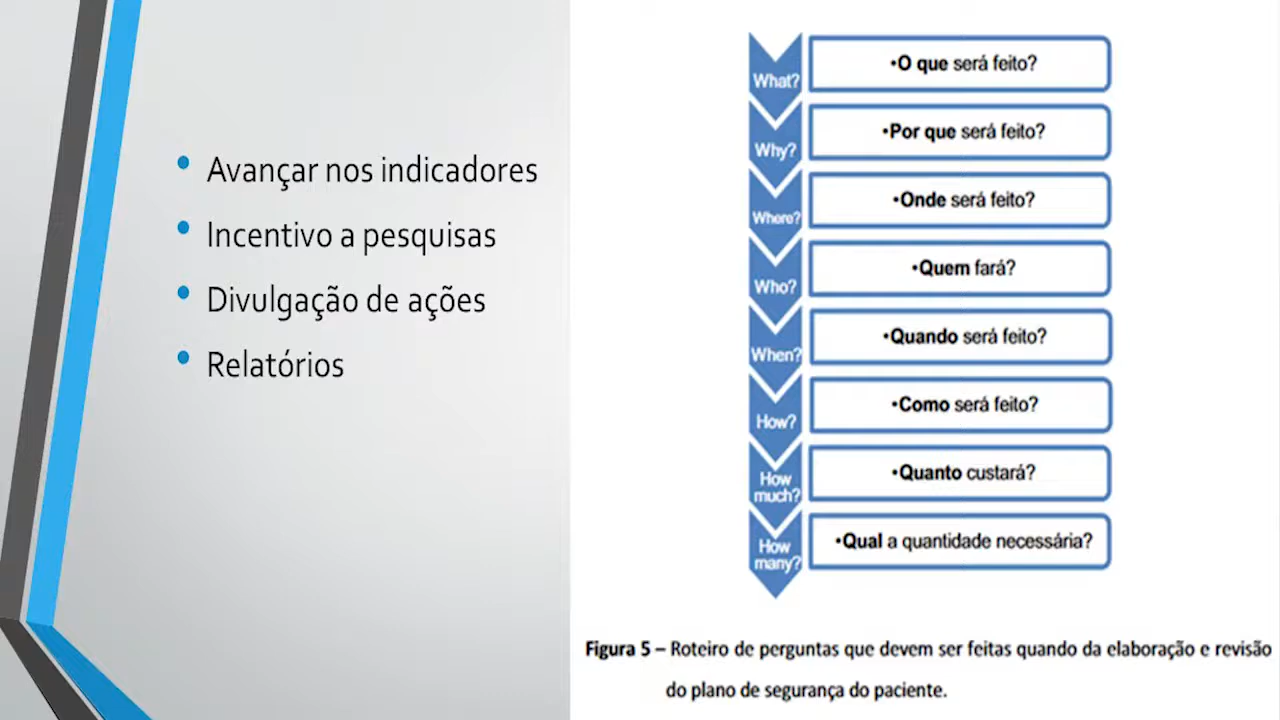 • Avançar nos indicadores
• Incentivo a pesquisas
• Divulgação de ações
• Relatórios
What?
•O que será feito?
Why?
•Por que será feito?
Where?
•Onde será feito?
Who?
•Quem fará?
When?
•Quando será feito?
How?
•Como será feito?
How
much?
•Quanto custará?
How
many?
•Qual a quantidade necessária?
Figura 5 – Roteiro de perguntas que devem ser feitas quando da elaboração e revisão
do plano de segurança do paciente.